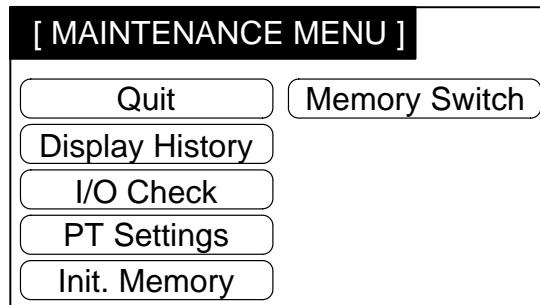 [ MAINTENANCE MENU ]
Quit
Memory Switch
Display History
I/O Check
PT Settings
Init. Memory